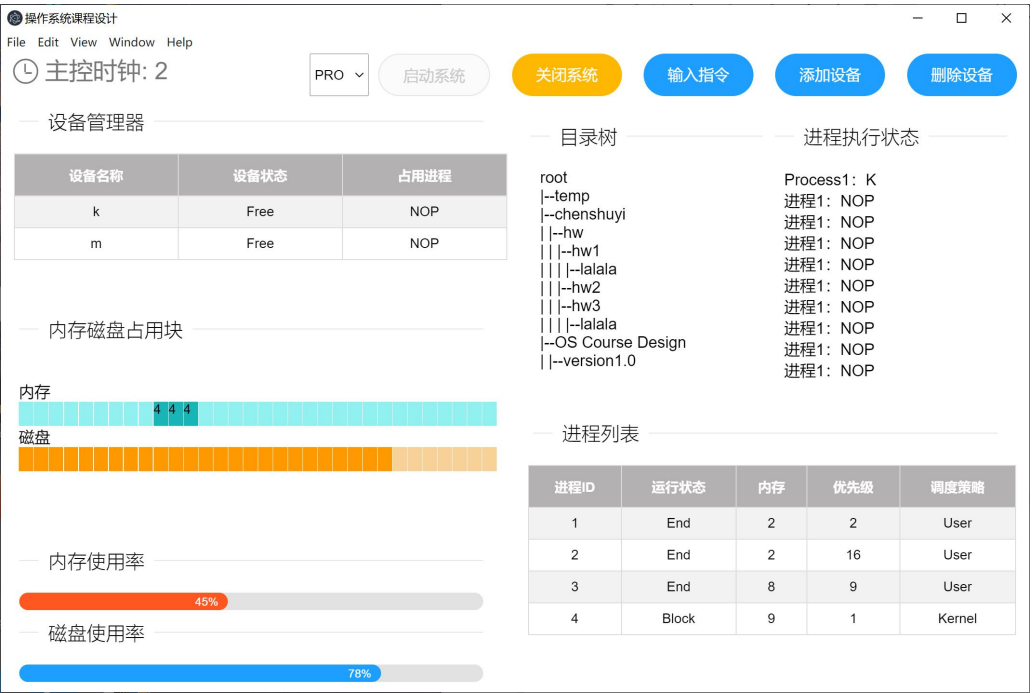 操作系统课程设计
File Edit View Window Help
主控时钟: 2
PRO
启动系统
关闭系统
输入指令
添加设备
删除设备
设备管理器
设备名称 设备状态 占用进程
k Free NOP
m Free NOP
内存磁盘占用块
内存
4 4 4
磁盘
内存使用率
45%
磁盘使用率
78%
目录树
root
|--temp
|--chenshuyi
| |--hw
| | |--hw1
| | | |--lalala
| | |--hw2
| | |--hw3
| | | |--lalala
|--OS Course Design
| |--version1.0
进程执行状态
Process1: K
进程1: NOP
进程1: NOP
进程1: NOP
进程1: NOP
进程1: NOP
进程1: NOP
进程1: NOP
进程1: NOP
进程1: NOP
进程列表
进程ID 运行状态 内存 优先级 调度策略
1 End 2 2 User
2 End 2 16 User
3 End 8 9 User
4 Block 9 1 Kernel